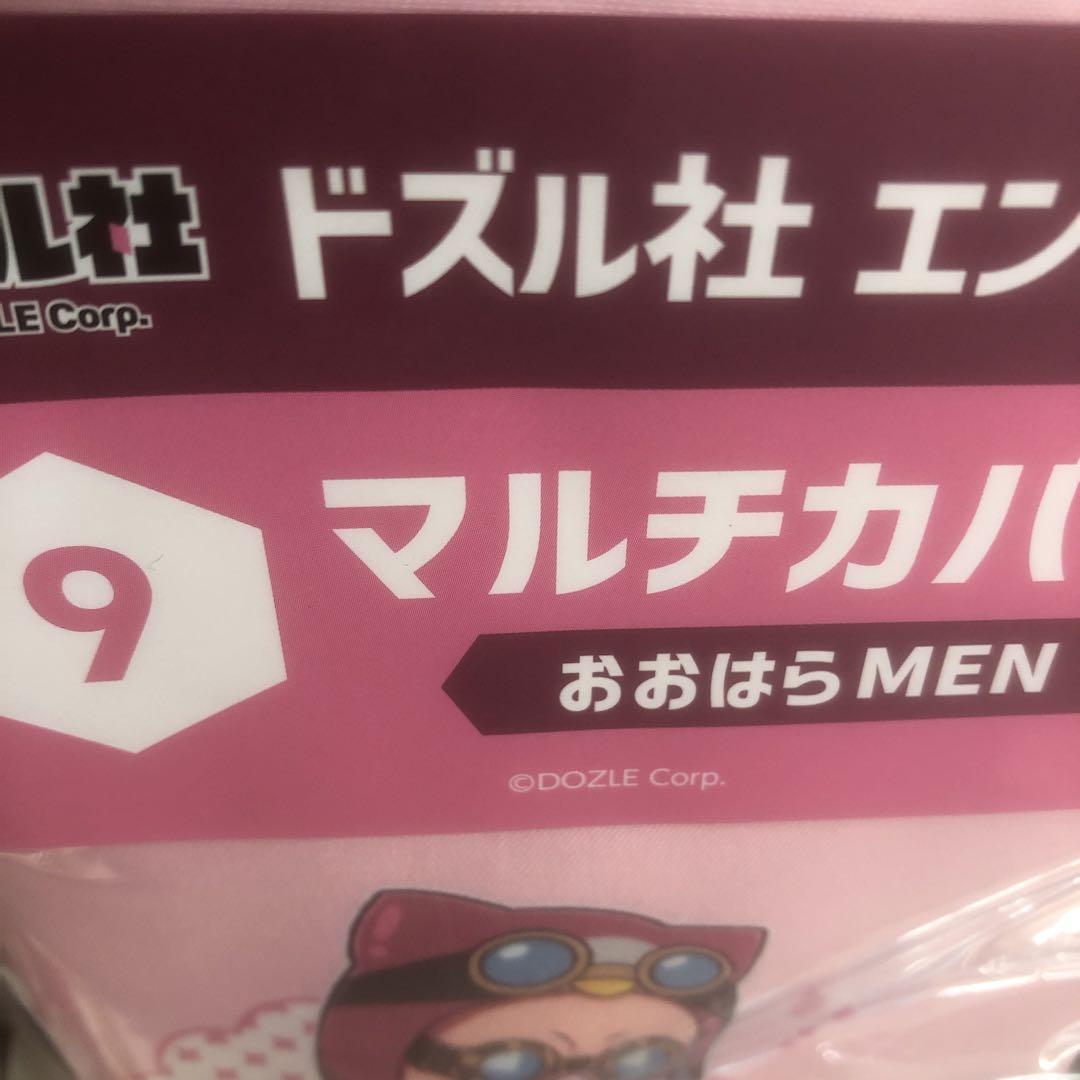 ル社 ドズル社 エン
LE Corp.
9 マルチカバ
おおはらMEN
©DOZLE Corp.